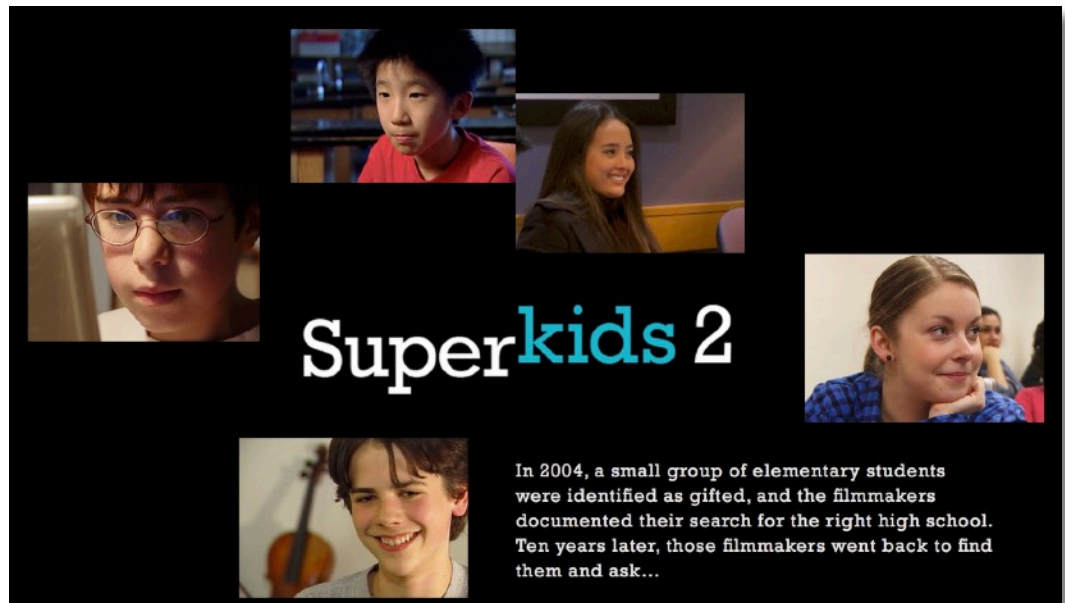 Superkids 2
In 2004, a small group of elementary students
were identified as gifted, and the filmmakers
documented their search for the right high school.
Ten years later, those filmmakers went back to find
them and ask...